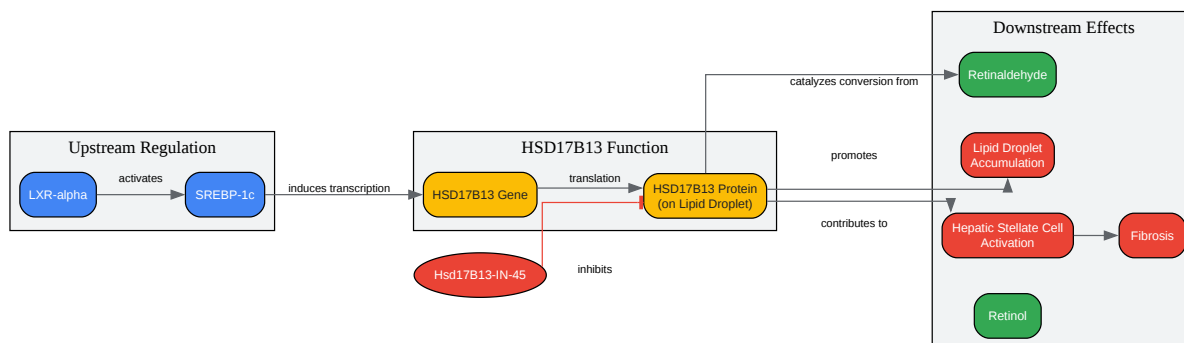 Downstream Effects
Retinaldehyde
catalyzes conversion from
Upstream Regulation
HSD17B13 Function
Lipid Droplet
Accumulation
promotes
LXR-alpha
activates
SREBP-1c
induces transcription
HSD17B13 Gene
translation
HSD17B13 Protein
(on Lipid Droplet)
contributes to
Hepatic Stellate Cell
Activation
Fibrosis
Hsd17B13-IN-45
inhibits
Retinol